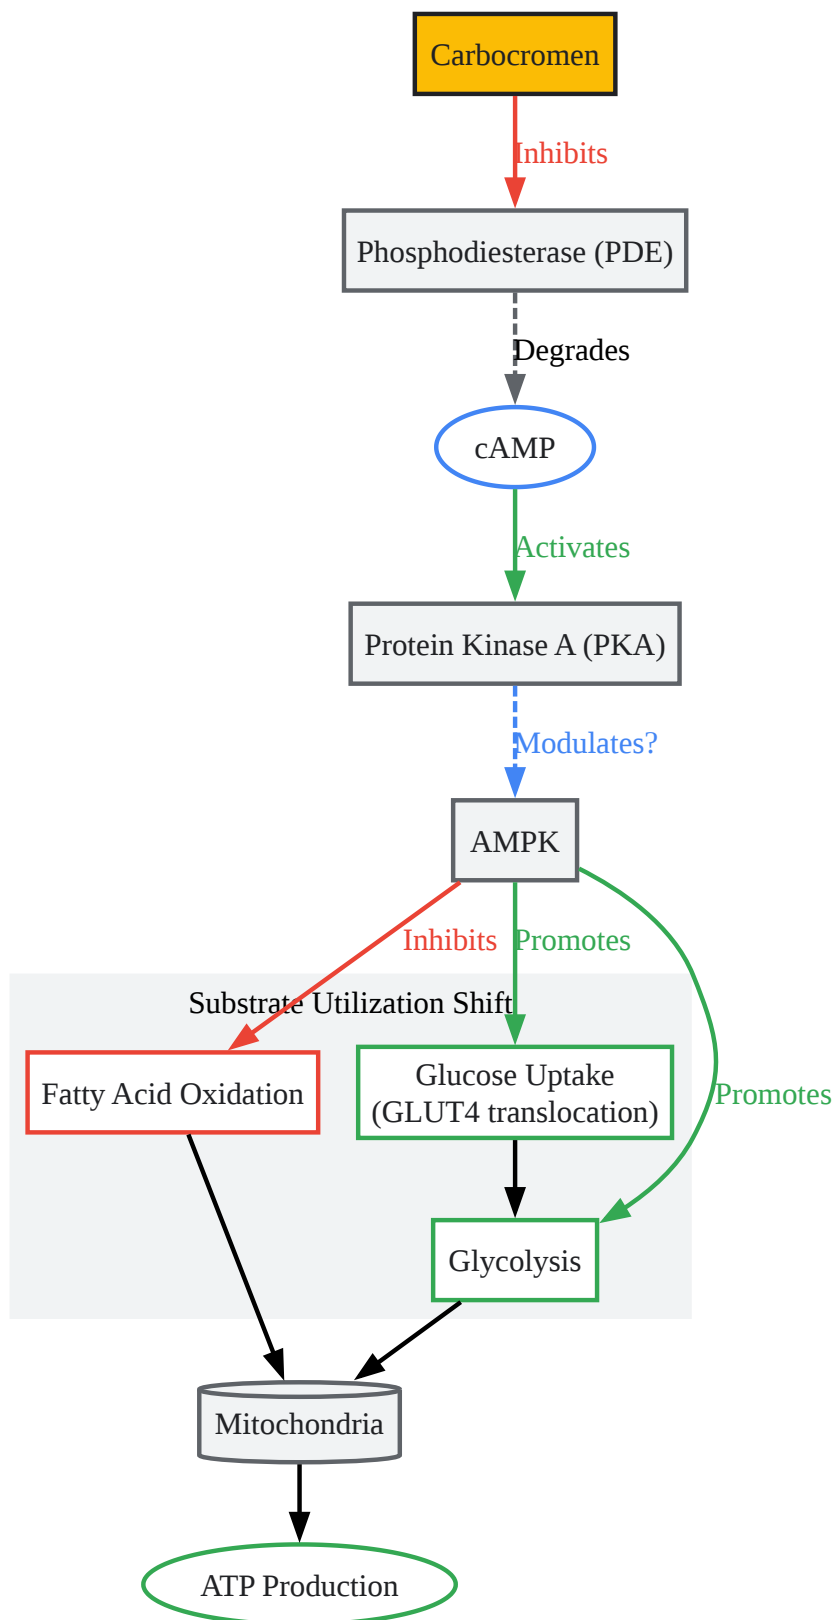 Carbocromen
Inhibits
Phosphodiesterase (PDE)
Degrades
cAMP
Activates
Protein Kinase A (PKA)
Modulates?
AMPK
Inhibits
Promotes
Substrate Utilization Shift
Fatty Acid Oxidation
Glucose Uptake
(GLUT4 translocation)
Promotes
Glycolysis
Mitochondria
ATP Production